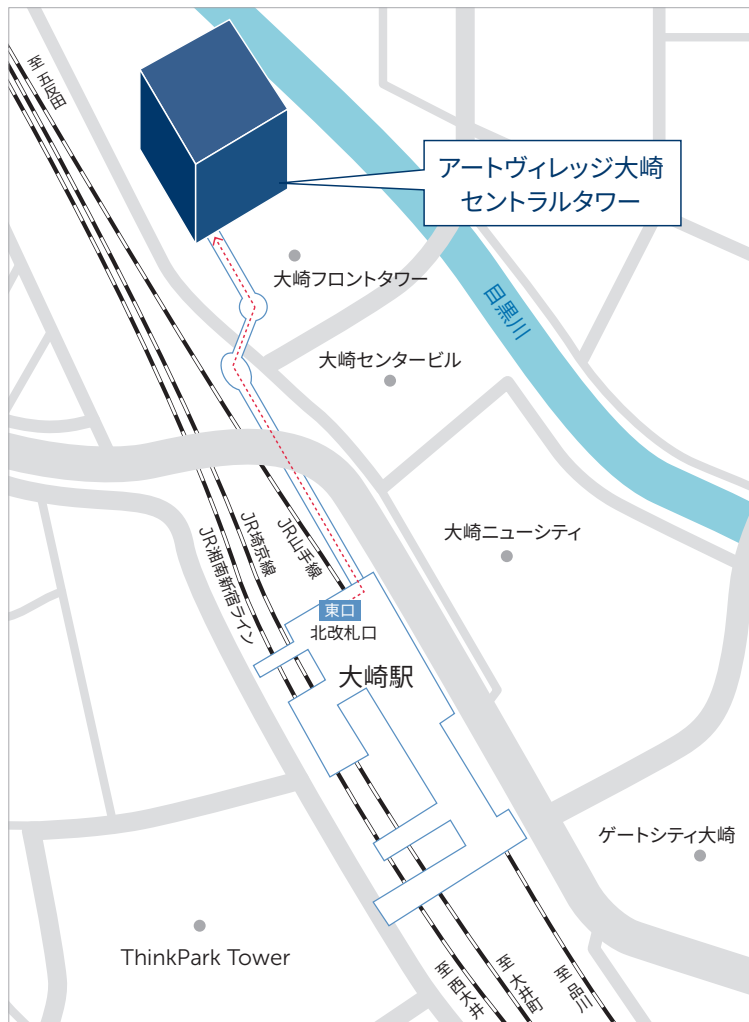 至 五反田
アートヴィレッジ大崎
セントラルタワー
大崎フロントタワー
目黒川
大崎センタービル
大崎ニューシティ
JR山手線
JR埼京線
JR湘南新宿ライン
東口
北改札口
大崎駅
ゲートシティ大崎
ThinkPark Tower
至 西大井
至 大井町
至 品川